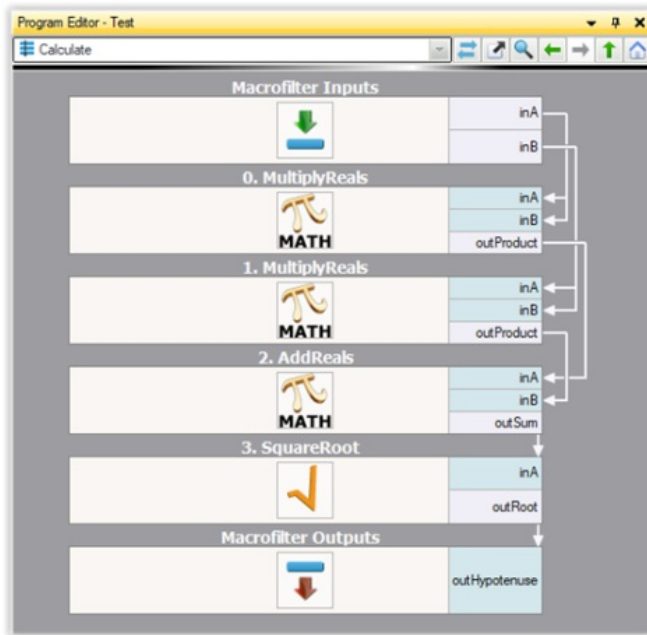 Program Editor - Test
Calculate
Macrofilter Inputs
inA
inB
0. MultiplyReals
MATH
inA
inB
outProduct
1. MultiplyReals
MATH
inA
inB
outProduct
2. AddReals
MATH
inA
inB
outSum
3. SquareRoot
inA
outRoot
Macrofilter Outputs
outHypotenuse